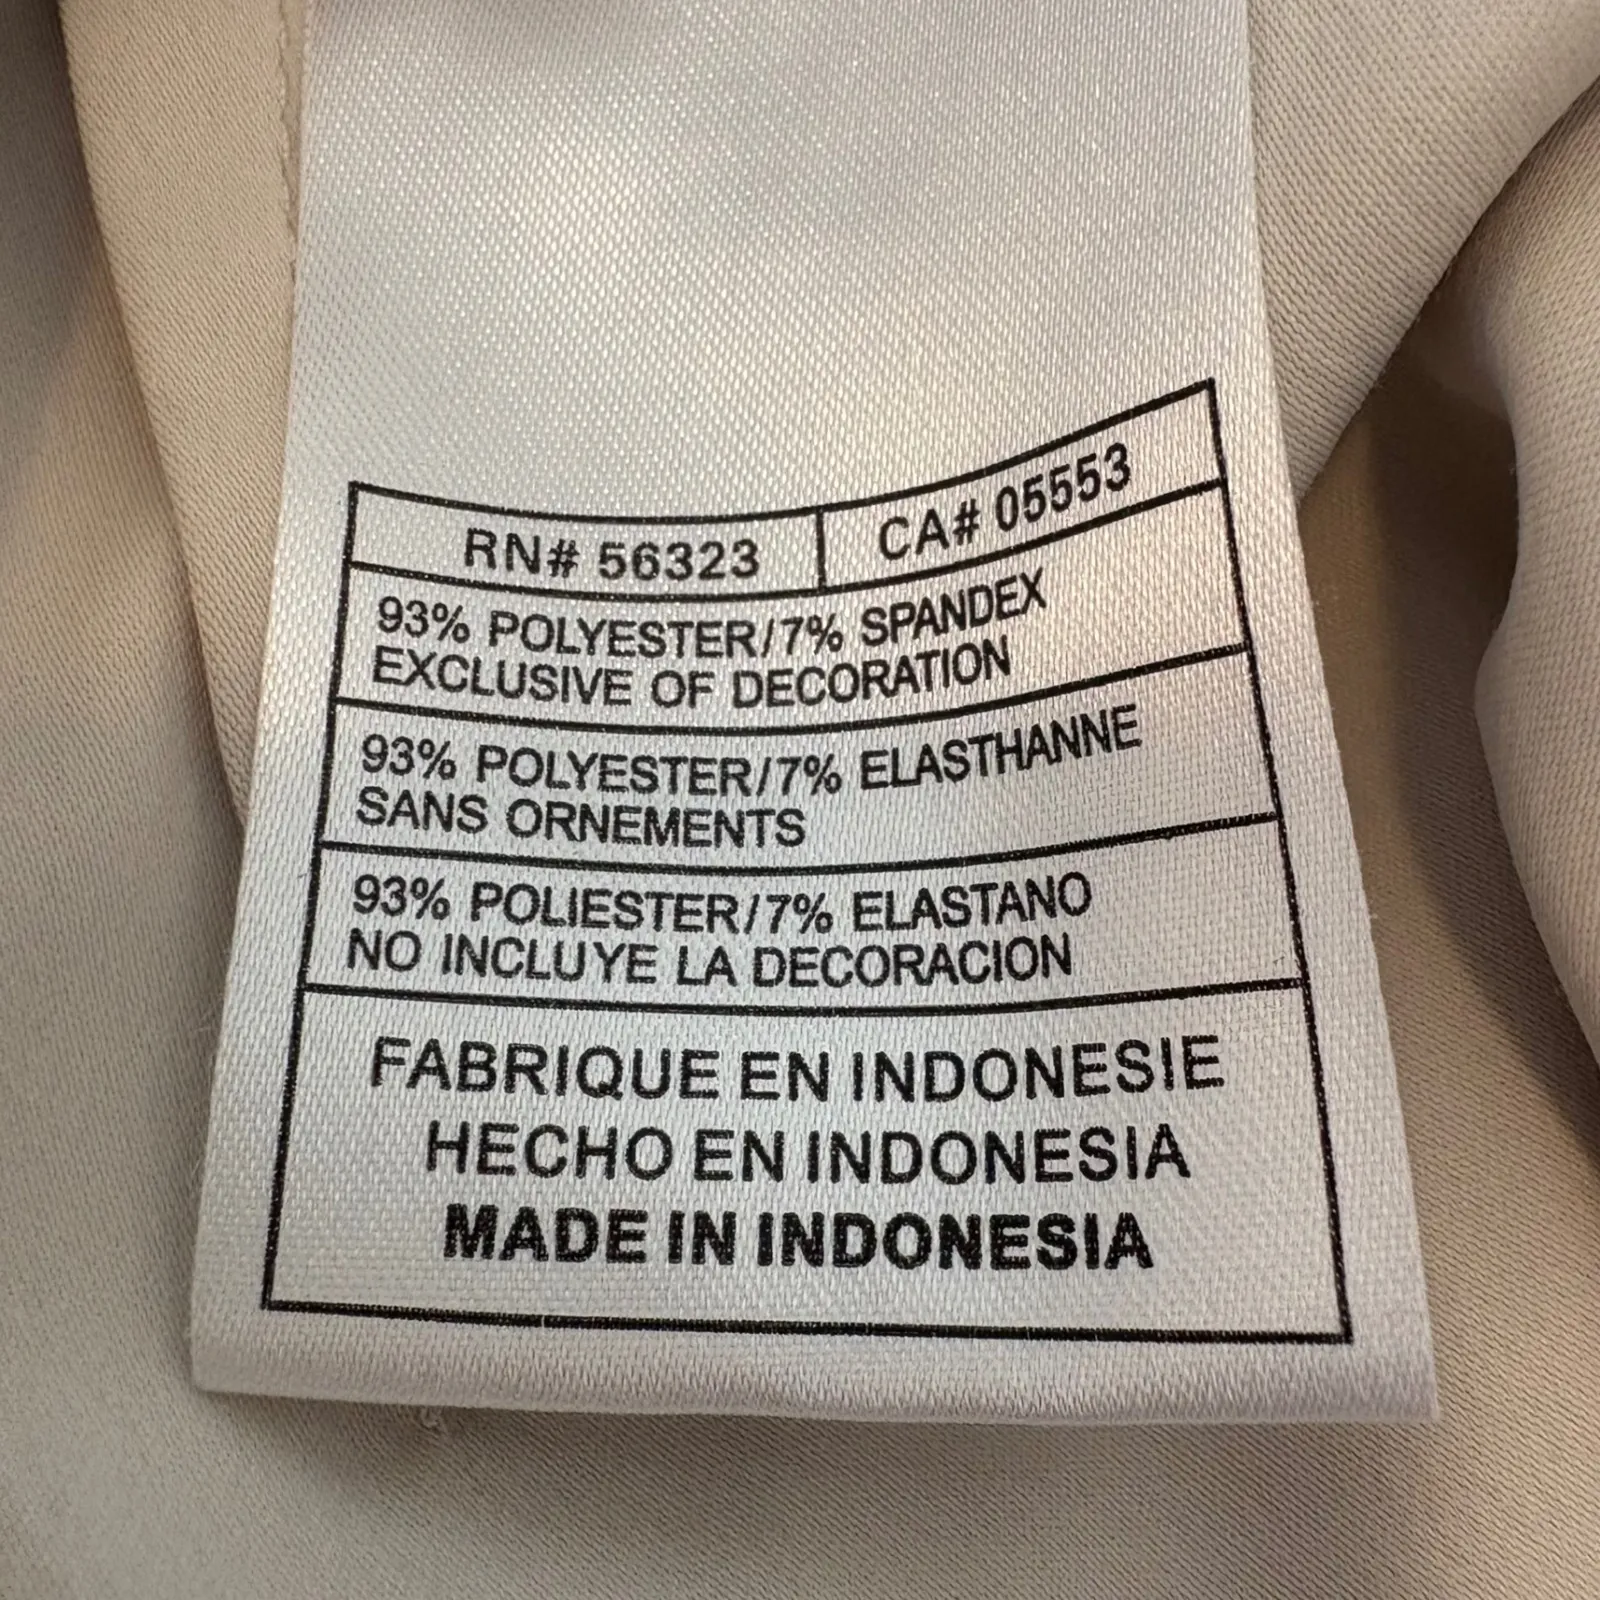 RN# 56323 CA# 05553
93% POLYESTER/7% SPANDEX
EXCLUSIVE OF DECORATION
93% POLYESTER/7% ELASTHANNE
SANS ORNEMENTS
93% POLIESTER/7% ELASTANO
NO INCLUYE LA DECORACION
FABRIQUE EN INDONESIE
HECHO EN INDONESIA
MADE IN INDONESIA